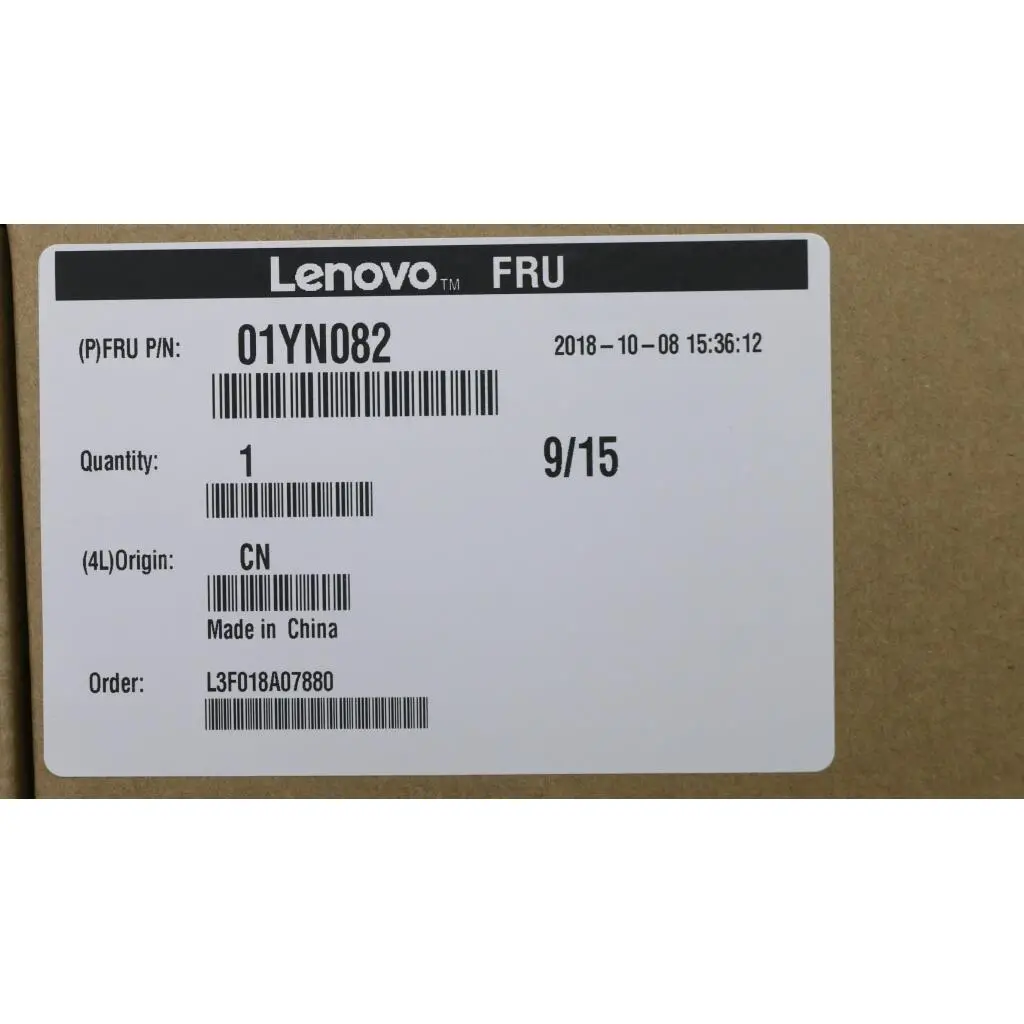 Lenovo™ FRU
(P)FRU P/N: 01YN082 2018-10-08 15:36:12
Quantity: 1 9/15
(4L)Origin: CN
Made in China
Order: L3F018A07880